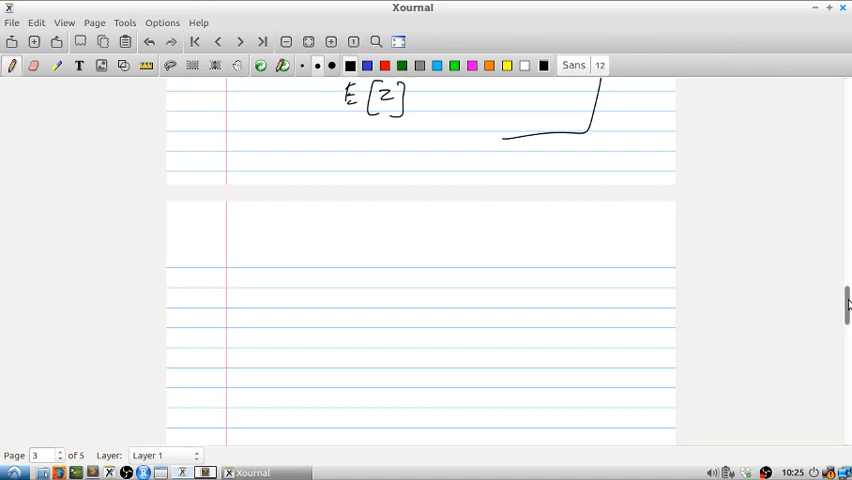 Xournal
File Edit View Page Tools Options Help
Sans 12
E [2]
Page 3 of 5 Layer: Layer 1
Xournal 10:25